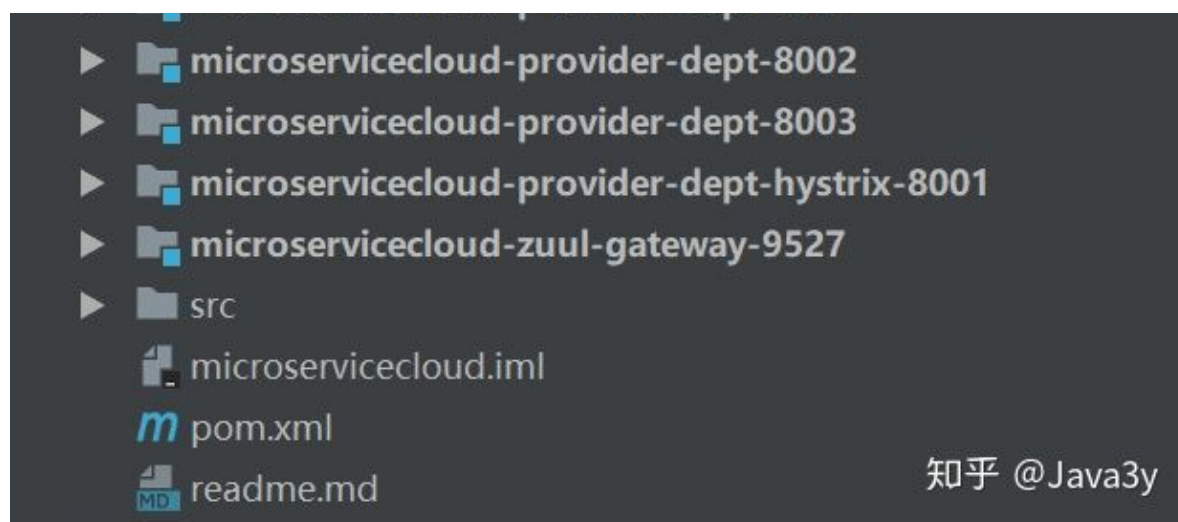 microservicecloud-provider-dept-8002
microservicecloud-provider-dept-8003
microservicecloud-provider-dept-hystrix-8001
microservicecloud-zuul-gateway-9527
src
microservicecloud.iml
pom.xml
MD readme.md
知乎 @Java3y